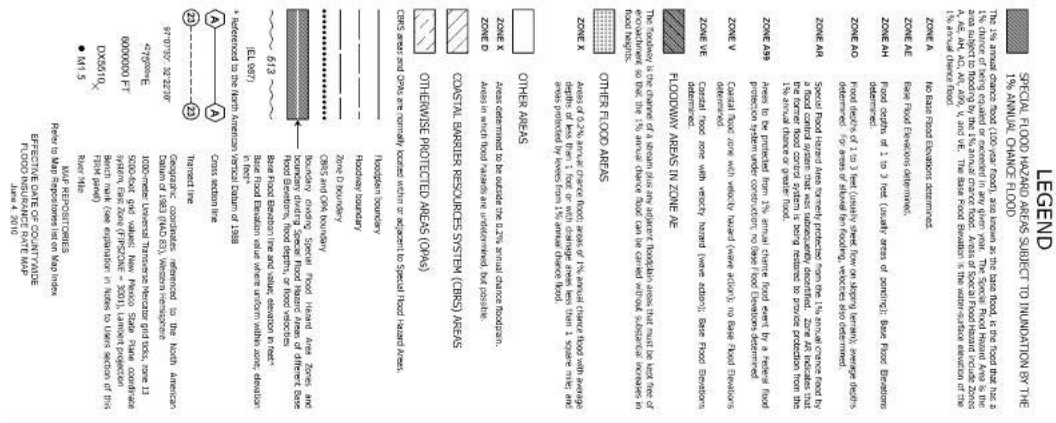 LEGEND
SPECIAL FLOOD HAZARD AREAS SUBJECT TO INUNDATION BY THE
1% ANNUAL CHANCE FLOOD
The 1% annual chance flood (100-year flood), also known as the base flood, is the flood that has a
1% chance of being equaled or exceeded in any given year. The Special Flood Hazard Area is the
area subject to flooding by the 1% annual chance flood. Areas of Special Flood Hazard include Zones
A, AE, AH, AO, AR, A99, V, and VE. The Base Flood Elevation is the water-surface elevation of the
1% annual chance flood.
ZONE A No Base Flood Elevations determined.
ZONE AE Base Flood Elevations determined.
ZONE AH Flood depths of 1 to 3 feet (usually areas of ponding); Base Flood Elevations
determined.
ZONE AO Flood depths of 1 to 3 feet (usually sheet flow on sloping terrain); average depths
determined. For areas of alluvial fan flooding, velocities also determined.
ZONE AR Special Flood Hazard Area formerly protected from the 1% annual chance flood by
a flood control system that was subsequently decertified. Zone AR indicates that
the former flood control system is being restored to provide protection from the
1% annual chance or greater flood.
ZONE A99 Areas to be protected from 1% annual chance flood event by a Federal flood
protection system under construction; no Base Flood Elevations determined.
ZONE V Coastal flood zone with velocity hazard (wave action); no Base Flood Elevations
determined.
ZONE VE Coastal flood zone with velocity hazard (wave action); Base Flood Elevations
determined.
FLOODWAY AREAS IN ZONE AE
The floodway is the channel of a stream plus any adjacent floodplain areas that must be kept free of
encroachment so that the 1% annual chance flood can be carried without substantial increases in
flood heights.
OTHER FLOOD AREAS
ZONE X Areas of 0.2% annual chance flood; areas of 1% annual chance flood with average
depths of less than 1 foot or with drainage areas less than 1 square mile; and
areas protected by levees from 1% annual chance flood.
OTHER AREAS
ZONE X Areas determined to be outside the 0.2% annual chance floodplain.
ZONE D Areas in which flood hazards are undetermined, but possible.
COASTAL BARRIER RESOURCES SYSTEM (CBRS) AREAS
OTHERWISE PROTECTED AREAS (OPAs)
CBRS areas and OPAs are normally located within or adjacent to Special Flood Hazard Areas.
Floodplain boundary
Floodway boundary
Zone D boundary
CBRS and OPA boundary
Boundary dividing Special Flood Hazard Area Zones and
boundary dividing Special Flood Hazard Areas of different Base
Flood Elevations, flood depths, or flood velocities
513 Base Flood Elevation line and value; elevation in feet*
(EL 987) Base Flood Elevation value where uniform within zone; elevation
in feet*
* Referenced to the North American Vertical Datum of 1988
A A Cross section line
23 23 Transect line
97°07'30", 32°22'30" Geographic coordinates referenced to the North American
Datum of 1983 (NAD 83), Western Hemisphere
4275000mE 1000-meter Universal Transverse Mercator grid ticks, zone 13
6000000 FT 5000-foot grid values: New Mexico State Plane coordinate
system, East Zone (FIPSZONE = 3001), Lambert projection
DX5510 × Bench mark (see explanation in Notes to Users section of this
FIRM panel)
● M1.5 River Mile
MAP REPOSITORIES
Refer to Map Repositories list on Map Index
EFFECTIVE DATE OF COUNTYWIDE
FLOOD INSURANCE RATE MAP
June 4, 2010